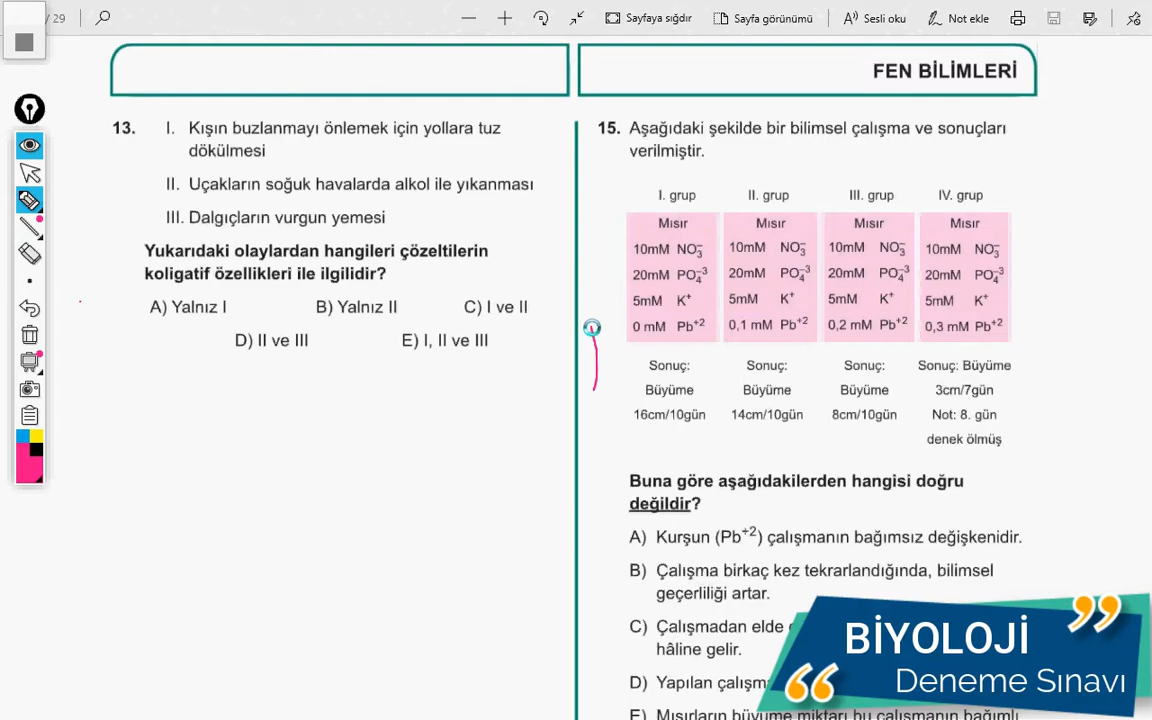 / 29
Sayfaya sığdır
Sayfa görünümü
Sesli oku
Not ekle
FEN BİLİMLERİ
13. I. Kışın buzlanmayı önlemek için yollara tuz
dökülmesi
II. Uçakların soğuk havalarda alkol ile yıkanması
III. Dalgıçların vurgun yemesi
Yukarıdaki olaylardan hangileri çözeltilerin
koligatif özellikleri ile ilgilidir?
A) Yalnız I B) Yalnız II C) I ve II
D) II ve III E) I, II ve III
15. Aşağıdaki şekilde bir bilimsel çalışma ve sonuçları
verilmiştir.
I. grup II. grup III. grup IV. grup
Mısır Mısır Mısır Mısır
10mM NO₃⁻ 10mM NO₃⁻ 10mM NO₃⁻ 10mM NO₃⁻
20mM PO₄⁻³ 20mM PO₄⁻³ 20mM PO₄⁻³ 20mM PO₄⁻³
5mM K⁺ 5mM K⁺ 5mM K⁺ 5mM K⁺
0 mM Pb⁺² 0,1 mM Pb⁺² 0,2 mM Pb⁺² 0,3 mM Pb⁺²
Sonuç: Sonuç: Sonuç: Sonuç: Büyüme
Büyüme Büyüme Büyüme 3cm/7gün
16cm/10gün 14cm/10gün 8cm/10gün Not: 8. gün
denek ölmüş
Buna göre aşağıdakilerden hangisi doğru
değildir?
A) Kurşun (Pb⁺²) çalışmanın bağımsız değişkenidir.
B) Çalışma birkaç kez tekrarlandığında, bilimsel
geçerliliği artar.
C) Çalışmadan elde
hâline gelir.
D) Yapılan
E) Mısırların büyüme miktarı bu çalışmanın bağımlı
BİYOLOJİ
Deneme Sınavı